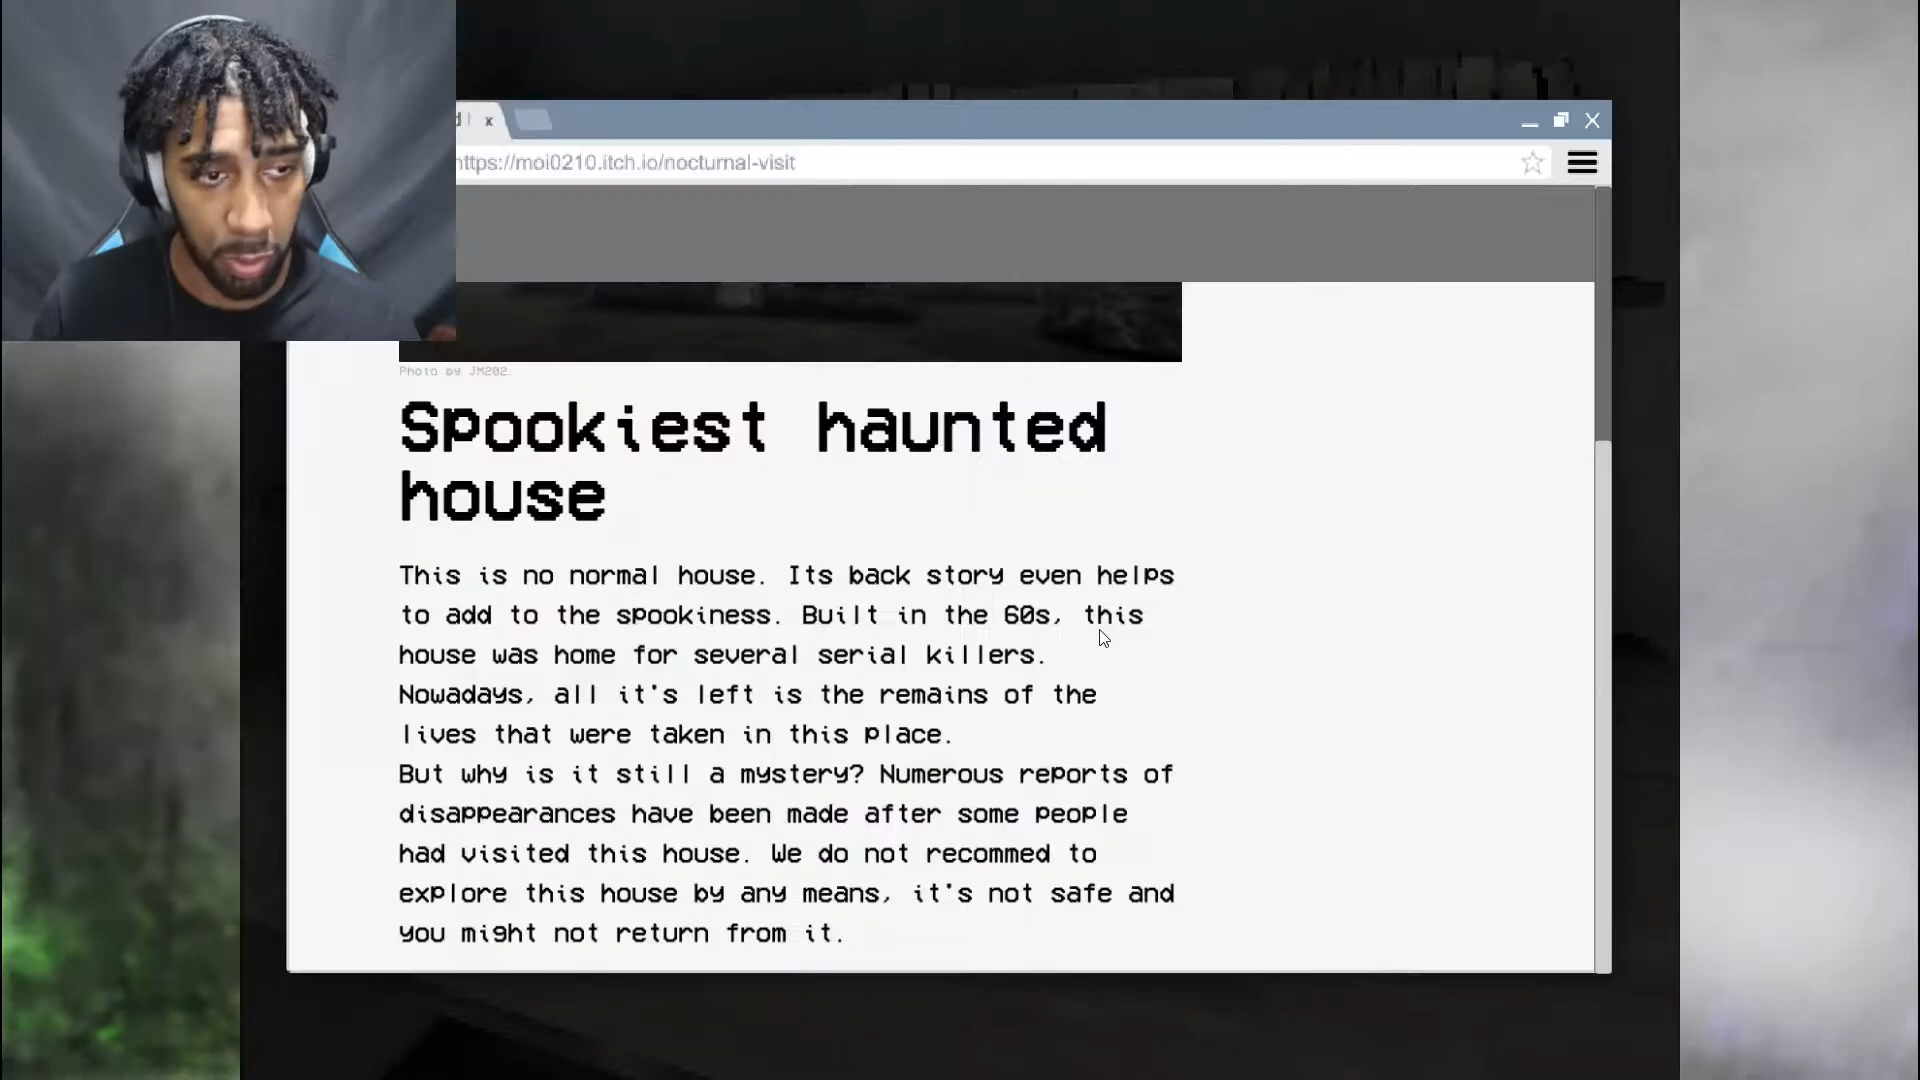 x
https://moi0210.itch.io/nocturnal-visit
Photo by JM202.
Spookiest haunted
house
This is no normal house. Its back story even helps
to add to the spookiness. Built in the 60s, this
house was home for several serial killers.
Nowadays, all it's left is the remains of the
lives that were taken in this place.
But why is it still a mystery? Numerous reports of
disappearances have been made after some people
had visited this house. We do not recommed to
explore this house by any means, it's not safe and
you might not return from it.